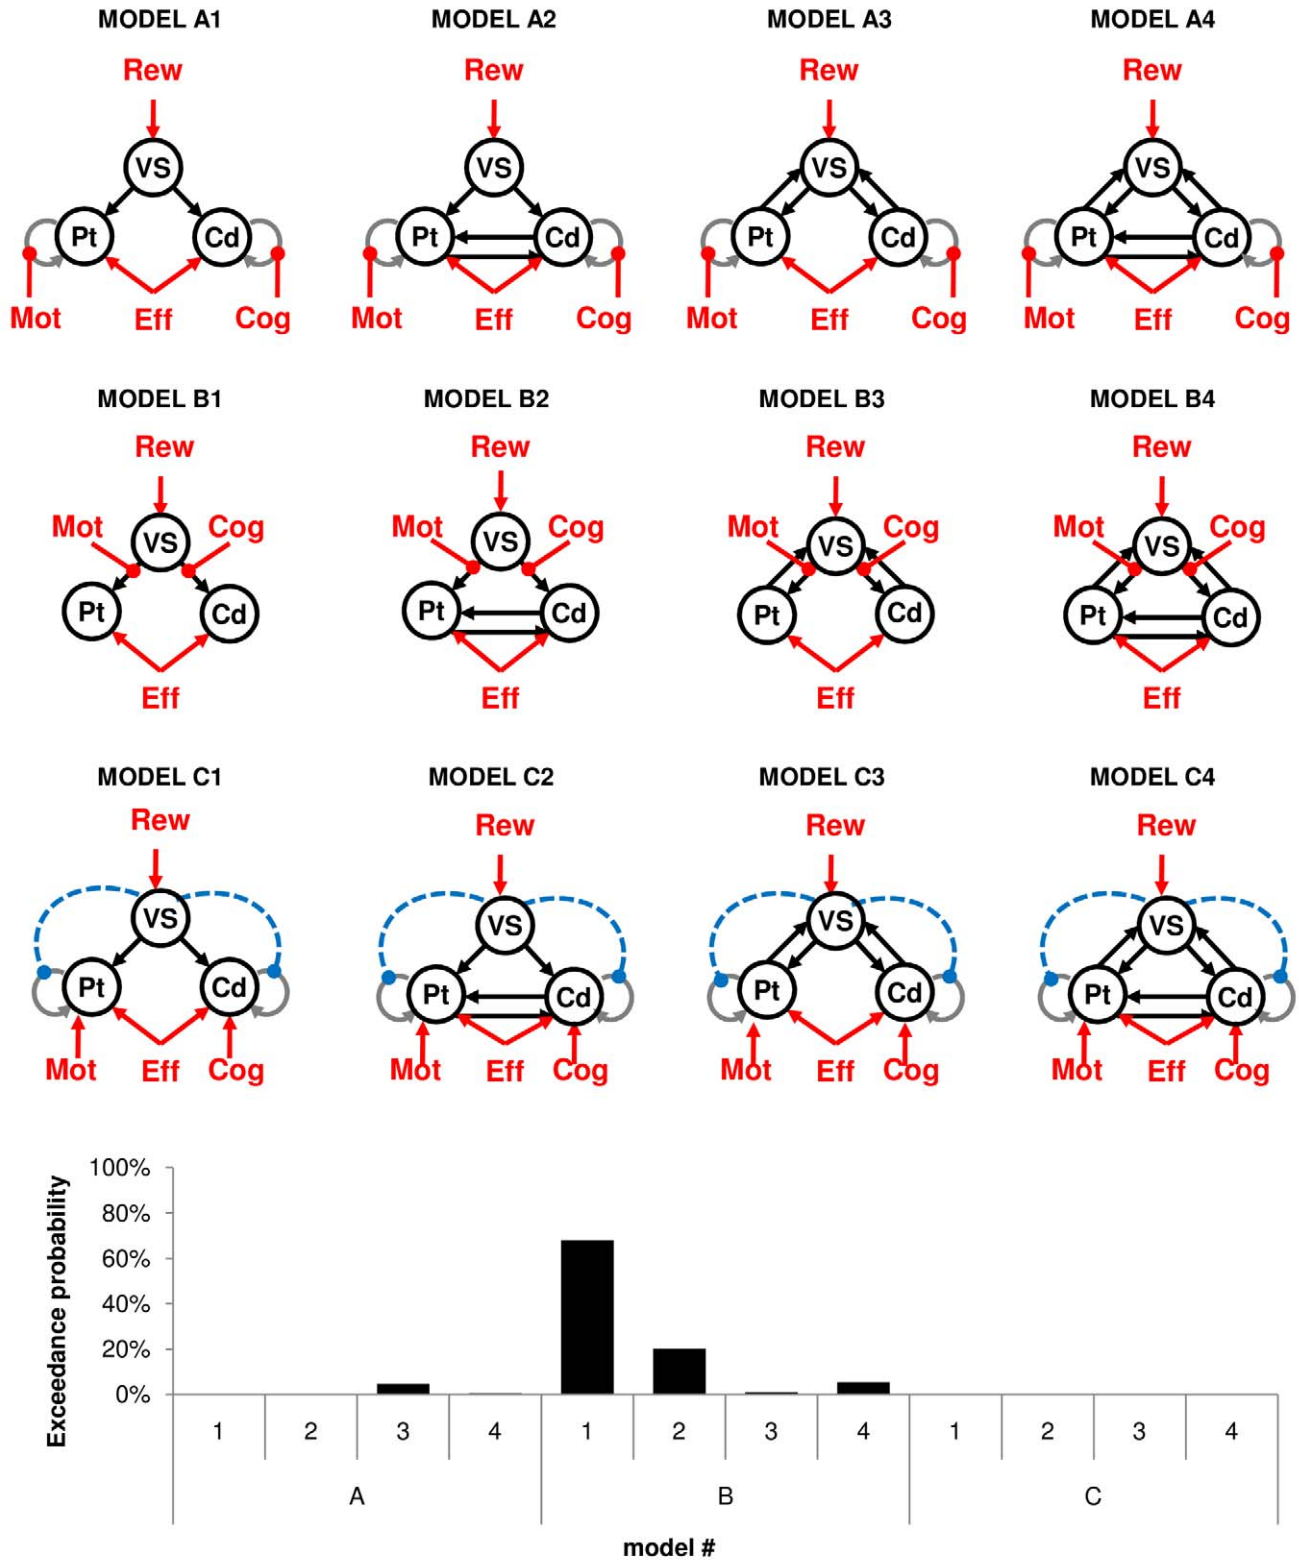 MODEL A1 MODEL A2 MODEL A3 MODEL A4
Rew Rew Rew Rew
VS VS VS VS
Pt Cd Pt Cd Pt Cd Pt Cd
Mot Eff Cog Mot Eff Cog Mot Eff Cog Mot Eff Cog
MODEL B1 MODEL B2 MODEL B3 MODEL B4
Rew Rew Rew Rew
Mot Cog Mot Cog Mot Cog Mot Cog
VS VS VS VS
Pt Cd Pt Cd Pt Cd Pt Cd
Eff Eff Eff Eff
MODEL C1 MODEL C2 MODEL C3 MODEL C4
Rew Rew Rew Rew
VS VS VS VS
Pt Cd Pt Cd Pt Cd Pt Cd
Mot Eff Cog Mot Eff Cog Mot Eff Cog Mot Eff Cog
Exceedance probability
100%
80%
60%
40%
20%
0%
1 2 3 4 1 2 3 4 1 2 3 4
A B C
model #